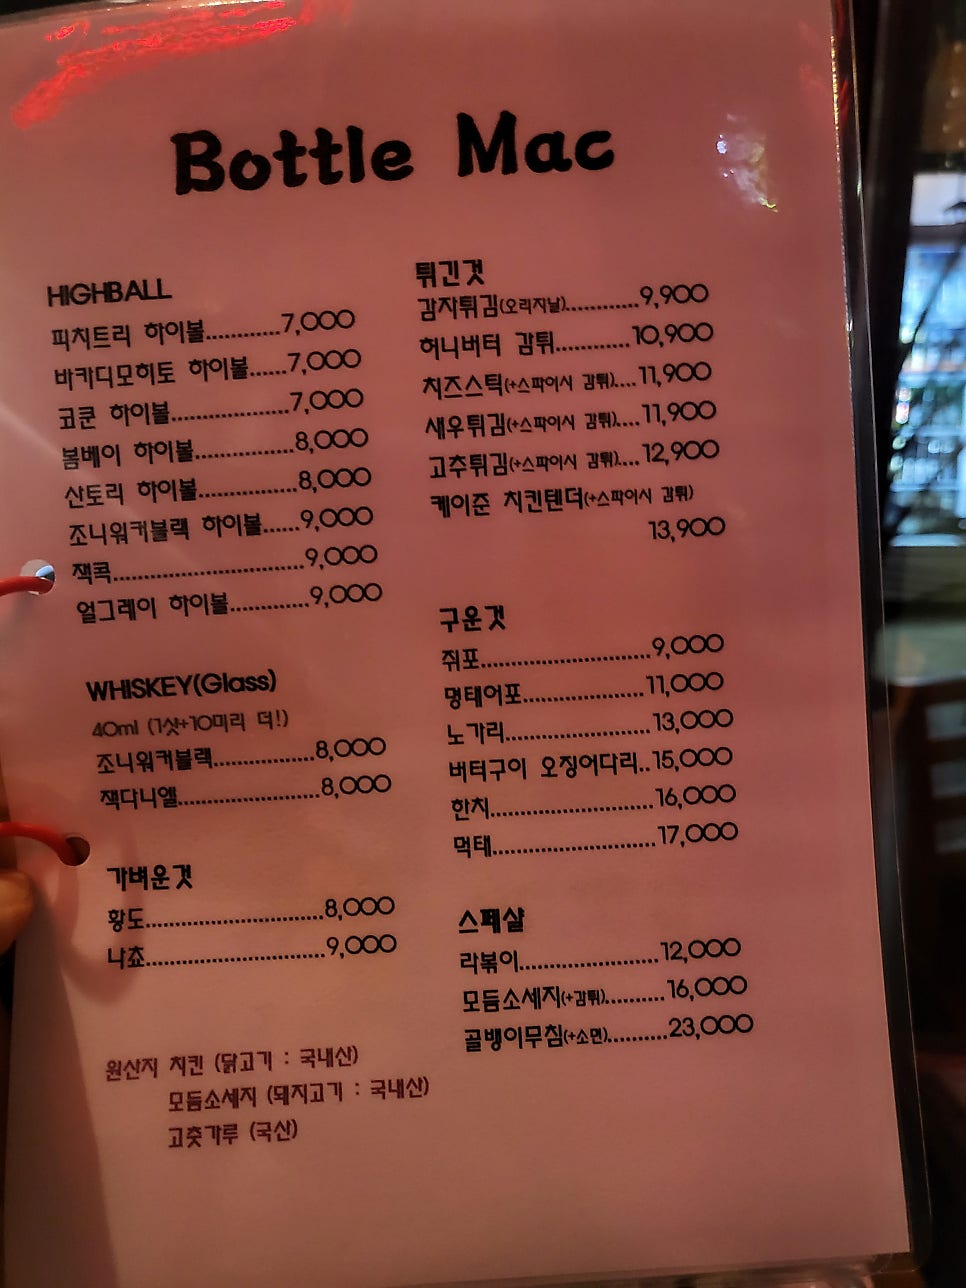 Bottle Mac
HIGHBALL
피치트리 하이볼............7,000
바카디모히토 하이볼......7,000
코쿤 하이볼...................7,000
봄베이 하이볼................8,000
산토리 하이볼................8,000
조니워커블랙 하이볼......9,000
잭콕..............................9,000
얼그레이 하이볼.............9,000
WHISKEY(Glass)
40ml (1샷+10미리 더!)
조니워커블랙................8,000
잭다니엘.......................8,000
가벼운것
황도.............................8,000
나쵸.............................9,000
원산지 치킨 (닭고기 : 국내산)
모듬소세지 (돼지고기 : 국내산)
고춧가루 (국산)
튀긴것
감자튀김(오리지날)............9,900
허니버터 감튀............10,900
치즈스틱(+스파이시 감튀)....11,900
새우튀김(+스파이시 감튀)....11,900
고추튀김(+스파이시 감튀)....12,900
케이준 치킨텐더(+스파이시 감튀)
13,900
구운것
쥐포...........................9,000
명태어포....................11,000
노가리.......................13,000
버터구이 오징어다리..15,000
한치..........................16,000
먹태..........................17,000
스페샬
라볶이.......................12,000
모듬소세지(+감튀)..........16,000
골뱅이무침(+소면)..........23,000